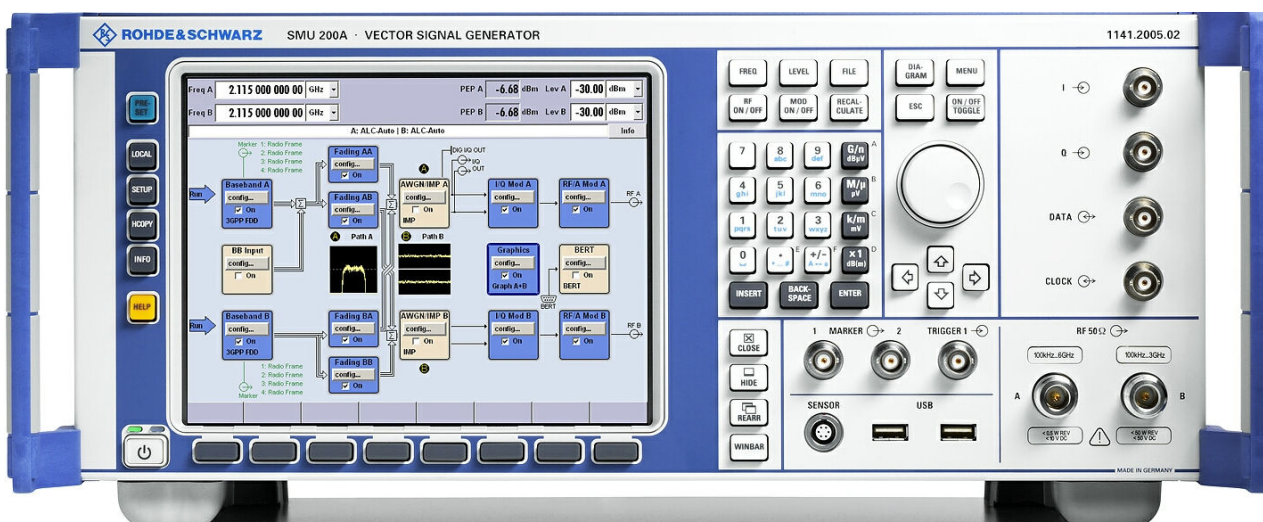 ROHDE&SCHWARZ SMU 200A · VECTOR SIGNAL GENERATOR 1141.2005.02
PRE-
SET
LOCAL
SETUP
HCOPY
INFO
HELP
Freq A 2.115 000 000 00 GHz PEP A -6.68 dBm Lev A -30.00 dBm
Freq B 2.115 000 000 00 GHz PEP B -6.68 dBm Lev B -30.00 dBm
A: ALC-Auto | B: ALC-Auto Info
Marker 1: Radio Frame
2: Radio Frame
3: Radio Frame
4: Radio Frame
Run
Baseband A
config...
On
3GPP FDD
BB Input
config...
On
Run
Baseband B
config...
On
3GPP FDD
1: Radio Frame
2: Radio Frame
3: Radio Frame
4: Radio Frame
Marker
Fading AA
config...
On
Fading AB
config...
On
A Path A
B Path B
Fading BA
config...
On
Fading BB
config...
On
A
DIG I/Q OUT
I/Q
OUT
AWGN/IMP A
config...
On
IMP
AWGN/IMP B
config...
On
IMP
B
I/Q Mod A
config...
On
RF/A Mod A
config...
On
RF A
Graphics
config...
On
Graph A+B
BERT
config...
On
BERT
BERT
I/Q Mod B
config...
On
RF/A Mod B
config...
On
RF B
FREQ LEVEL FILE
RF
ON / OFF
MOD
ON / OFF
RECAL-
CULATE
DIA-
GRAM
MENU
ESC
ON / OFF
TOGGLE
7 8 abc 9 def G/n dBµV A
4 ghi 5 jkl 6 mno M/µ µV B
1 pqrs 2 tuv 3 wxyz k/m mV C
0 . *...# E +/- A↔a F x 1 dB(m) D
INSERT
BACK-
SPACE
ENTER
CLOSE
HIDE
REARR
WINBAR
1 MARKER 2 TRIGGER 1
SENSOR USB
I
Q
DATA
CLOCK
RF 50 Ω
100kHz...6GHz 100kHz...3GHz
A B
< 0.5 W REV
< 10 V DC
< 50 W REV
< 50 V DC
MADE IN GERMANY